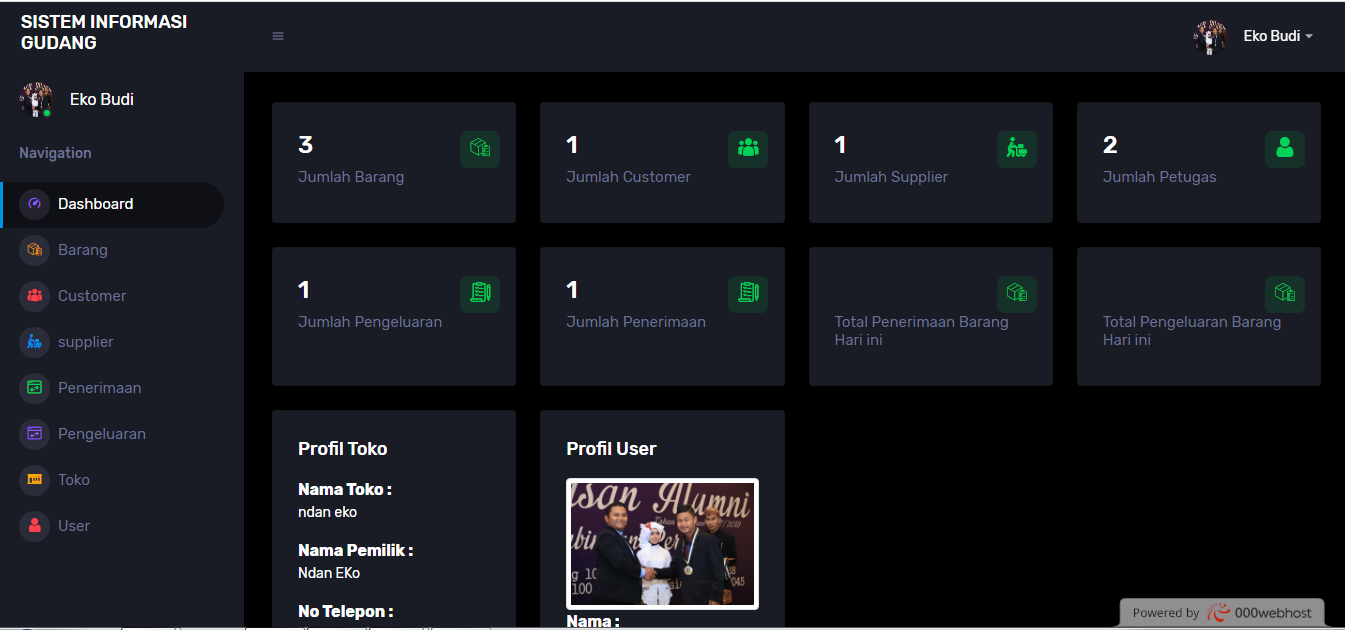 SISTEM INFORMASI
GUDANG
Eko Budi
Eko Budi
Navigation
Dashboard
Barang
Customer
supplier
Penerimaan
Pengeluaran
Toko
User
3
Jumlah Barang
1
Jumlah Customer
1
Jumlah Supplier
2
Jumlah Petugas
1
Jumlah Pengeluaran
1
Jumlah Penerimaan
Total Penerimaan Barang
Hari ini
Total Pengeluaran Barang
Hari ini
Profil Toko
Nama Toko :
ndan eko
Nama Pemilik :
Ndan EKo
No Telepon :
Profil User
Alumni
Nama :
Powered by 000webhost